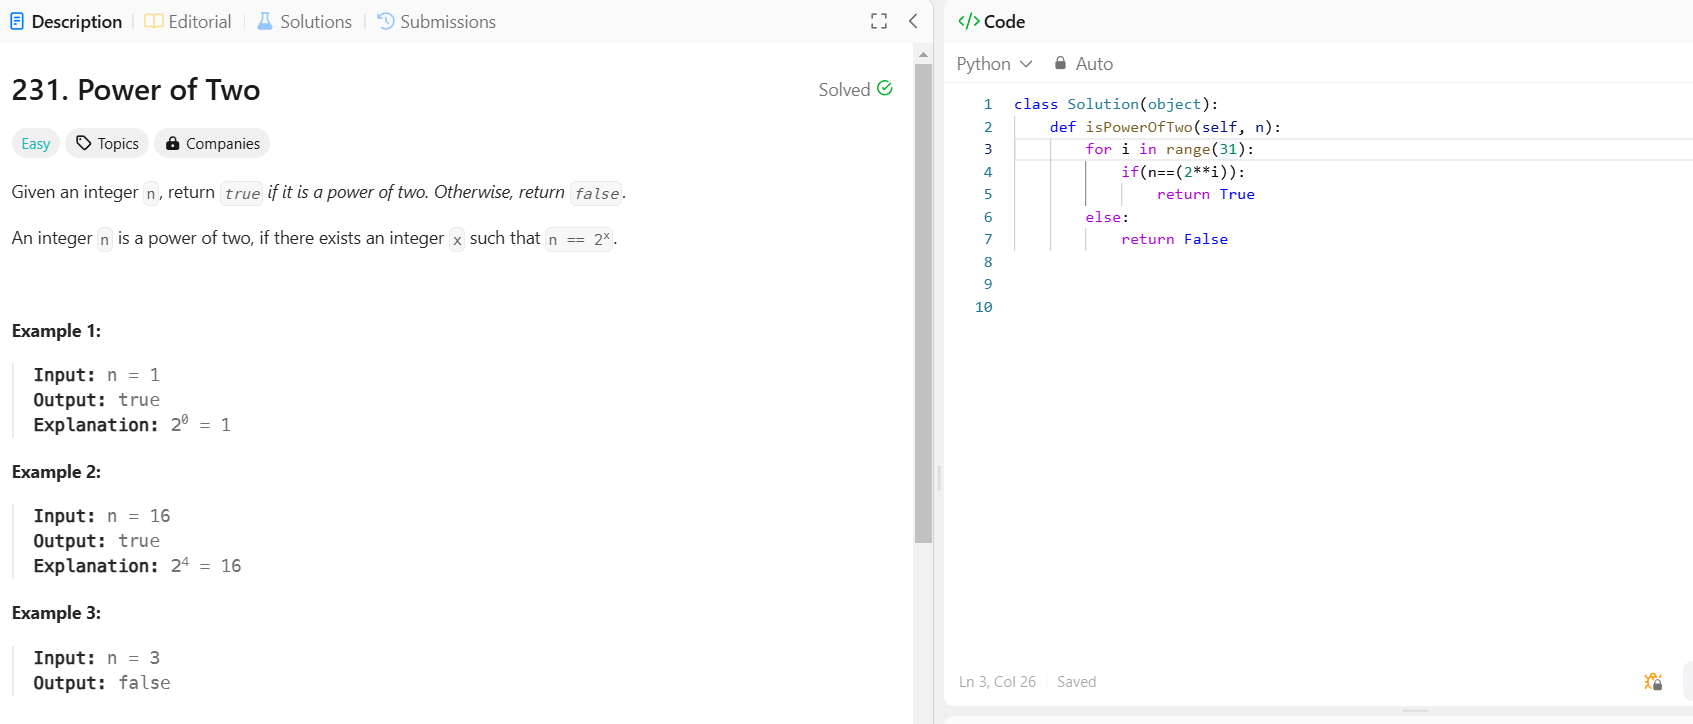 Description Editorial Solutions Submissions
231. Power of Two
Solved
Easy Topics Companies
Given an integer n, return true if it is a power of two. Otherwise, return false.
An integer n is a power of two, if there exists an integer x such that n == 2ˣ.
Example 1:
Input: n = 1
Output: true
Explanation: 2⁰ = 1
Example 2:
Input: n = 16
Output: true
Explanation: 2⁴ = 16
Example 3:
Input: n = 3
Output: false
</> Code
Python Auto
1 class Solution(object):
2     def isPowerOfTwo(self, n):
3         for i in range(31):
4             if(n==(2**i)):
5                 return True
6         else:
7             return False
8
9
10
Ln 3, Col 26 Saved